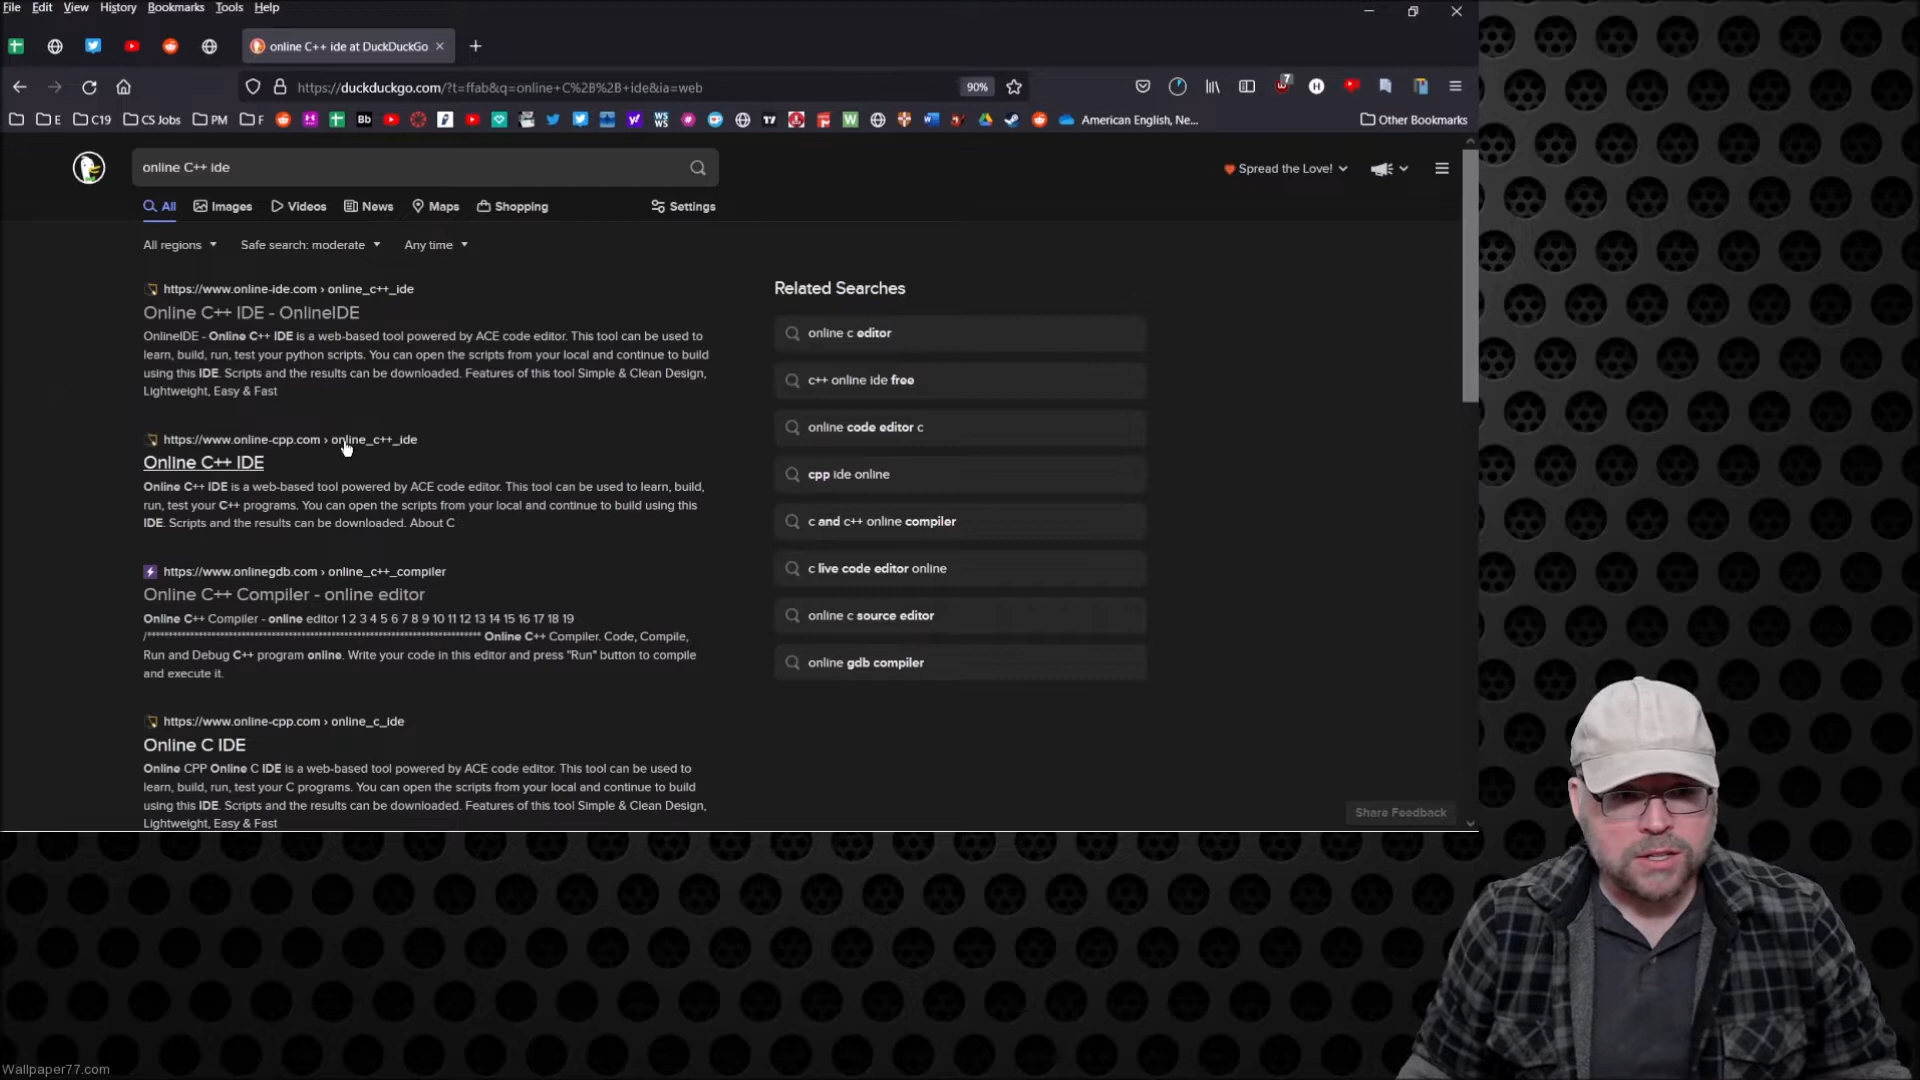 File Edit View History Bookmarks Tools Help
online C++ ide at DuckDuckGo
https://duckduckgo.com/?t=ffab&q=online+C%2B%2B+ide&ia=web 90% 7
E C19 CS Jobs PM F Bb American English, Ne... Other Bookmarks
online C++ ide Spread the Love!
All Images Videos News Maps Shopping Settings
All regions Safe search: moderate Any time
https://www.online-ide.com › online_c++_ide
Online C++ IDE - OnlineIDE
OnlineIDE - Online C++ IDE is a web-based tool powered by ACE code editor. This tool can be used to
learn, build, run, test your python scripts. You can open the scripts from your local and continue to build
using this IDE. Scripts and the results can be downloaded. Features of this tool Simple & Clean Design,
Lightweight, Easy & Fast
https://www.online-cpp.com › online_c++_ide
Online C++ IDE
Online C++ IDE is a web-based tool powered by ACE code editor. This tool can be used to learn, build,
run, test your C++ programs. You can open the scripts from your local and continue to build using this
IDE. Scripts and the results can be downloaded. About C
https://www.onlinegdb.com › online_c++_compiler
Online C++ Compiler - online editor
Online C++ Compiler - online editor 1 2 3 4 5 6 7 8 9 10 11 12 13 14 15 16 17 18 19
Online C++ Compiler. Code, Compile,
Run and Debug C++ program online. Write your code in this editor and press "Run" button to compile
and execute it.
https://www.online-cpp.com › online_c_ide
Online C IDE
Online CPP Online C IDE is a web-based tool powered by ACE code editor. This tool can be used to
learn, build, run, test your C programs. You can open the scripts from your local and continue to build
using this IDE. Scripts and the results can be downloaded. Features of this tool Simple & Clean Design,
Lightweight, Easy & Fast
Related Searches
online c editor
c++ online ide free
online code editor c
cpp ide online
c and c++ online compiler
c live code editor online
online c source editor
online gdb compiler
Share Feedback
Wallpaper77.com